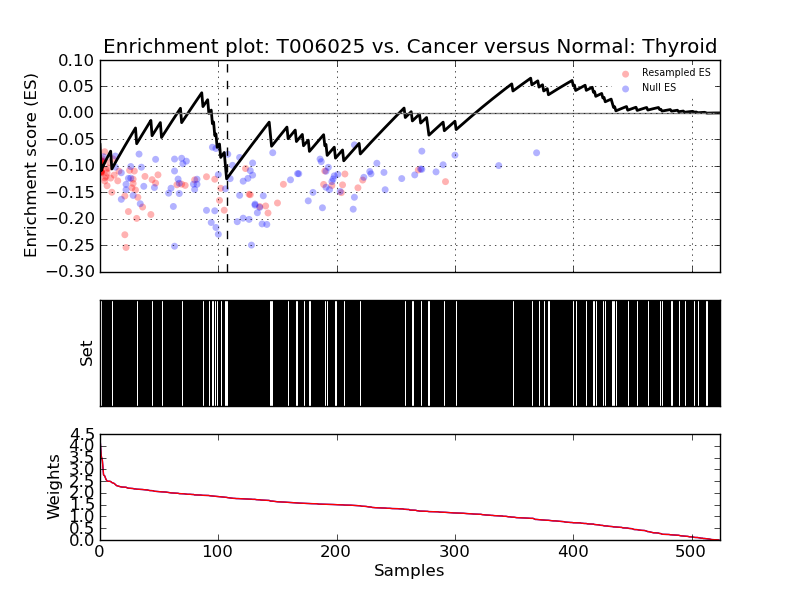 Enrichment plot: T006025 vs. Cancer versus Normal: Thyroid
0.10
0.05
0.00
−0.05
−0.10
−0.15
−0.20
−0.25
−0.30
Enrichment score (ES)
Resampled ES
Null ES
Set
4.5
4.0
3.5
3.0
2.5
2.0
1.5
1.0
0.5
0.0
Weights
0 100 200 300 400 500
Samples